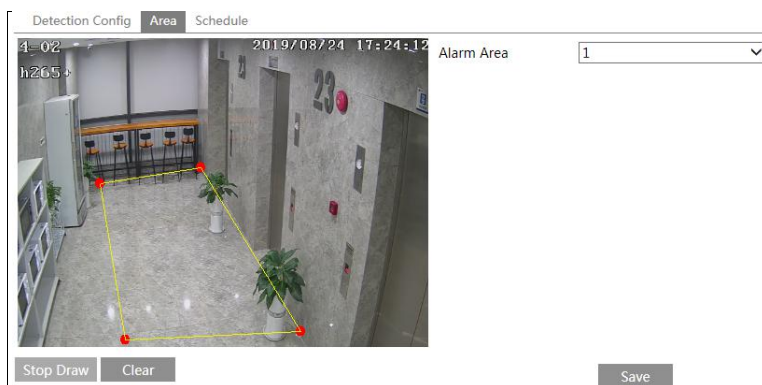 Detection Config Area Schedule
4-02
2019/08/24 17:24:12
h265+
Alarm Area 1
23
Stop Draw Clear
Save